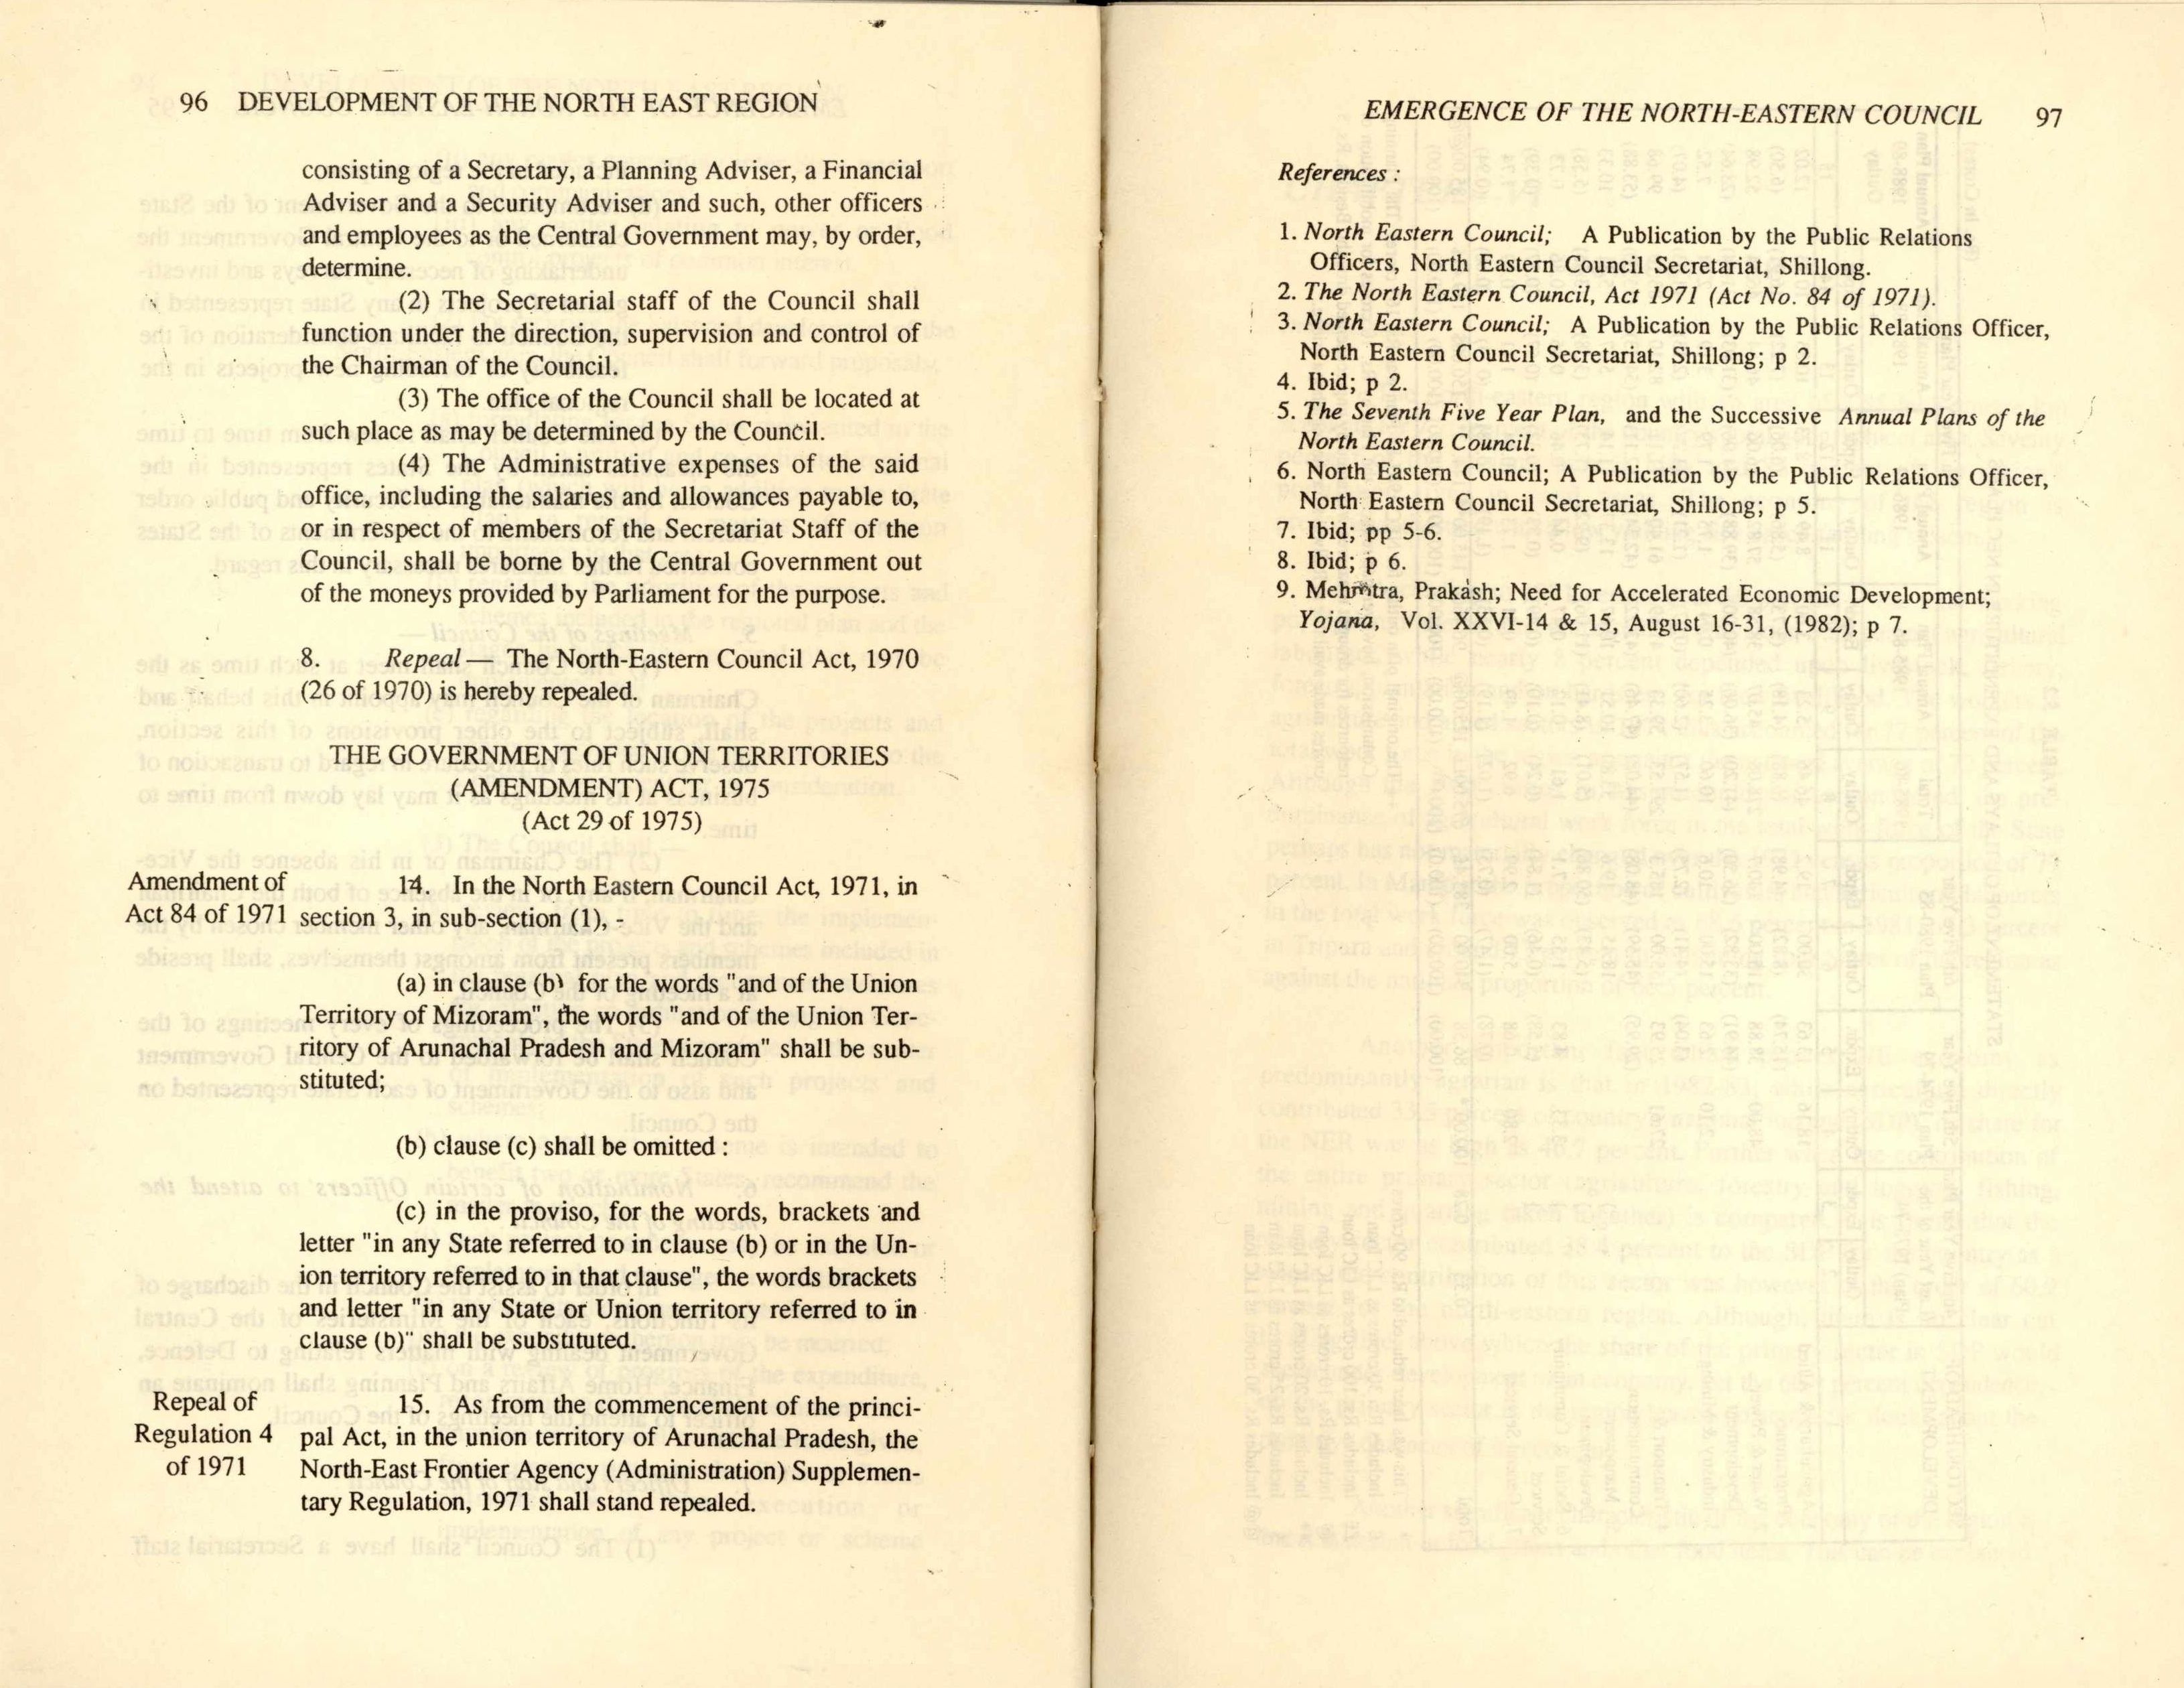 96 DEVELOPMENT OF THE NORTH EAST REGION
consisting of a Secretary, a Planning Adviser, a Financial
Adviser and a Security Adviser and such, other officers
and employees as the Central Government may, by order,
determine.
(2) The Secretarial staff of the Council shall
function under the direction, supervision and control of
the Chairman of the Council.
(3) The office of the Council shall be located at
such place as may be determined by the Council.
(4) The Administrative expenses of the said
office, including the salaries and allowances payable to,
or in respect of members of the Secretariat Staff of the
Council, shall be borne by the Central Government out
of the moneys provided by Parliament for the purpose.
8. Repeal — The North-Eastern Council Act, 1970
(26 of 1970) is hereby repealed.
THE GOVERNMENT OF UNION TERRITORIES
(AMENDMENT) ACT, 1975
(Act 29 of 1975)
Amendment of
Act 84 of 1971
14. In the North Eastern Council Act, 1971, in
section 3, in sub-section (1), -
(a) in clause (b) for the words "and of the Union
Territory of Mizoram", the words "and of the Union Ter-
ritory of Arunachal Pradesh and Mizoram" shall be sub-
stituted;
(b) clause (c) shall be omitted :
(c) in the proviso, for the words, brackets and
letter "in any State referred to in clause (b) or in the Un-
ion territory referred to in that clause", the words brackets
and letter "in any State or Union territory referred to in
clause (b)" shall be substituted.
Repeal of
Regulation 4
of 1971
15. As from the commencement of the princi-
pal Act, in the union territory of Arunachal Pradesh, the
North-East Frontier Agency (Administration) Supplemen-
tary Regulation, 1971 shall stand repealed.
EMERGENCE OF THE NORTH-EASTERN COUNCIL 97
References :
1. North Eastern Council; A Publication by the Public Relations
Officers, North Eastern Council Secretariat, Shillong.
2. The North Eastern Council, Act 1971 (Act No. 84 of 1971).
3. North Eastern Council; A Publication by the Public Relations Officer,
North Eastern Council Secretariat, Shillong; p 2.
4. Ibid; p 2.
5. The Seventh Five Year Plan, and the Successive Annual Plans of the
North Eastern Council.
6. North Eastern Council; A Publication by the Public Relations Officer,
North Eastern Council Secretariat, Shillong; p 5.
7. Ibid; pp 5-6.
8. Ibid; p 6.
9. Prakash; Need for Accelerated Economic Development;
Yojana, Vol. XXVI-14 & 15, August 16-31, (1982); p 7.